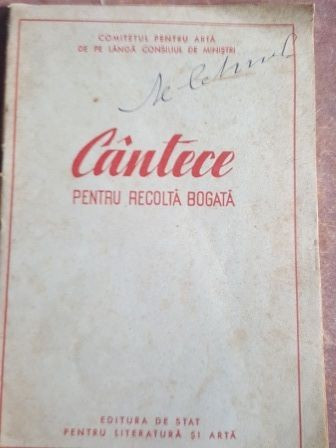 COMITETUL PENTRU ARTĂ
DE PE LÂNGĂ CONSILIUL DE MINIȘTRI
Cântece
PENTRU RECOLTĂ BOGATĂ
EDITURA DE STAT
PENTRU LITERATURĂ ȘI ARTĂ